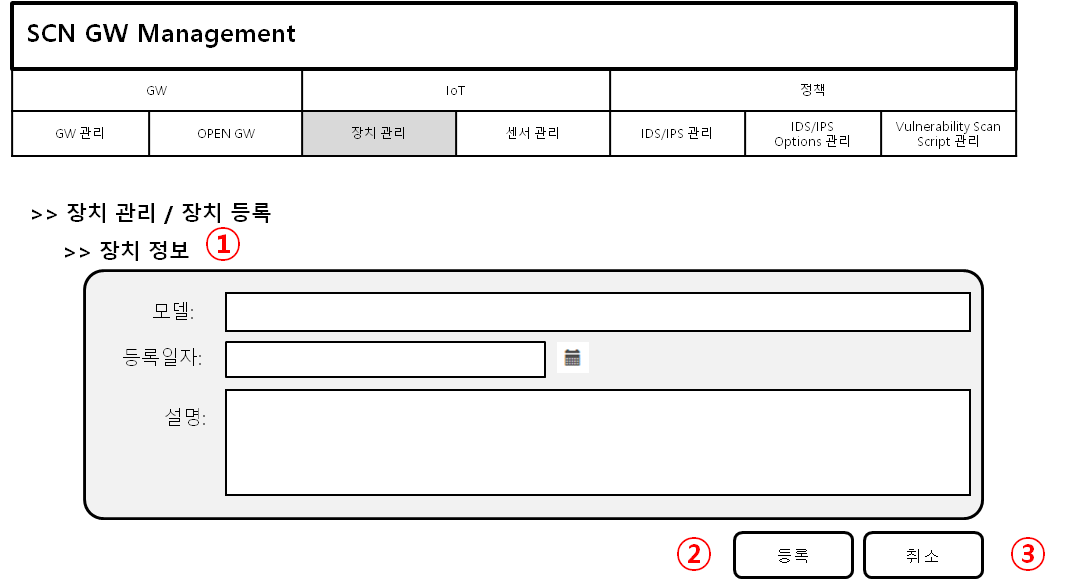 SCN GW Management
GW IoT 정책
GW 관리 OPEN GW 장치 관리 센서 관리 IDS/IPS 관리 IDS/IPS Options 관리 Vulnerability Scan Script 관리
>> 장치 관리 / 장치 등록
>> 장치 정보 ①
모델:
등록일자:
설명:
② 등록 취소 ③